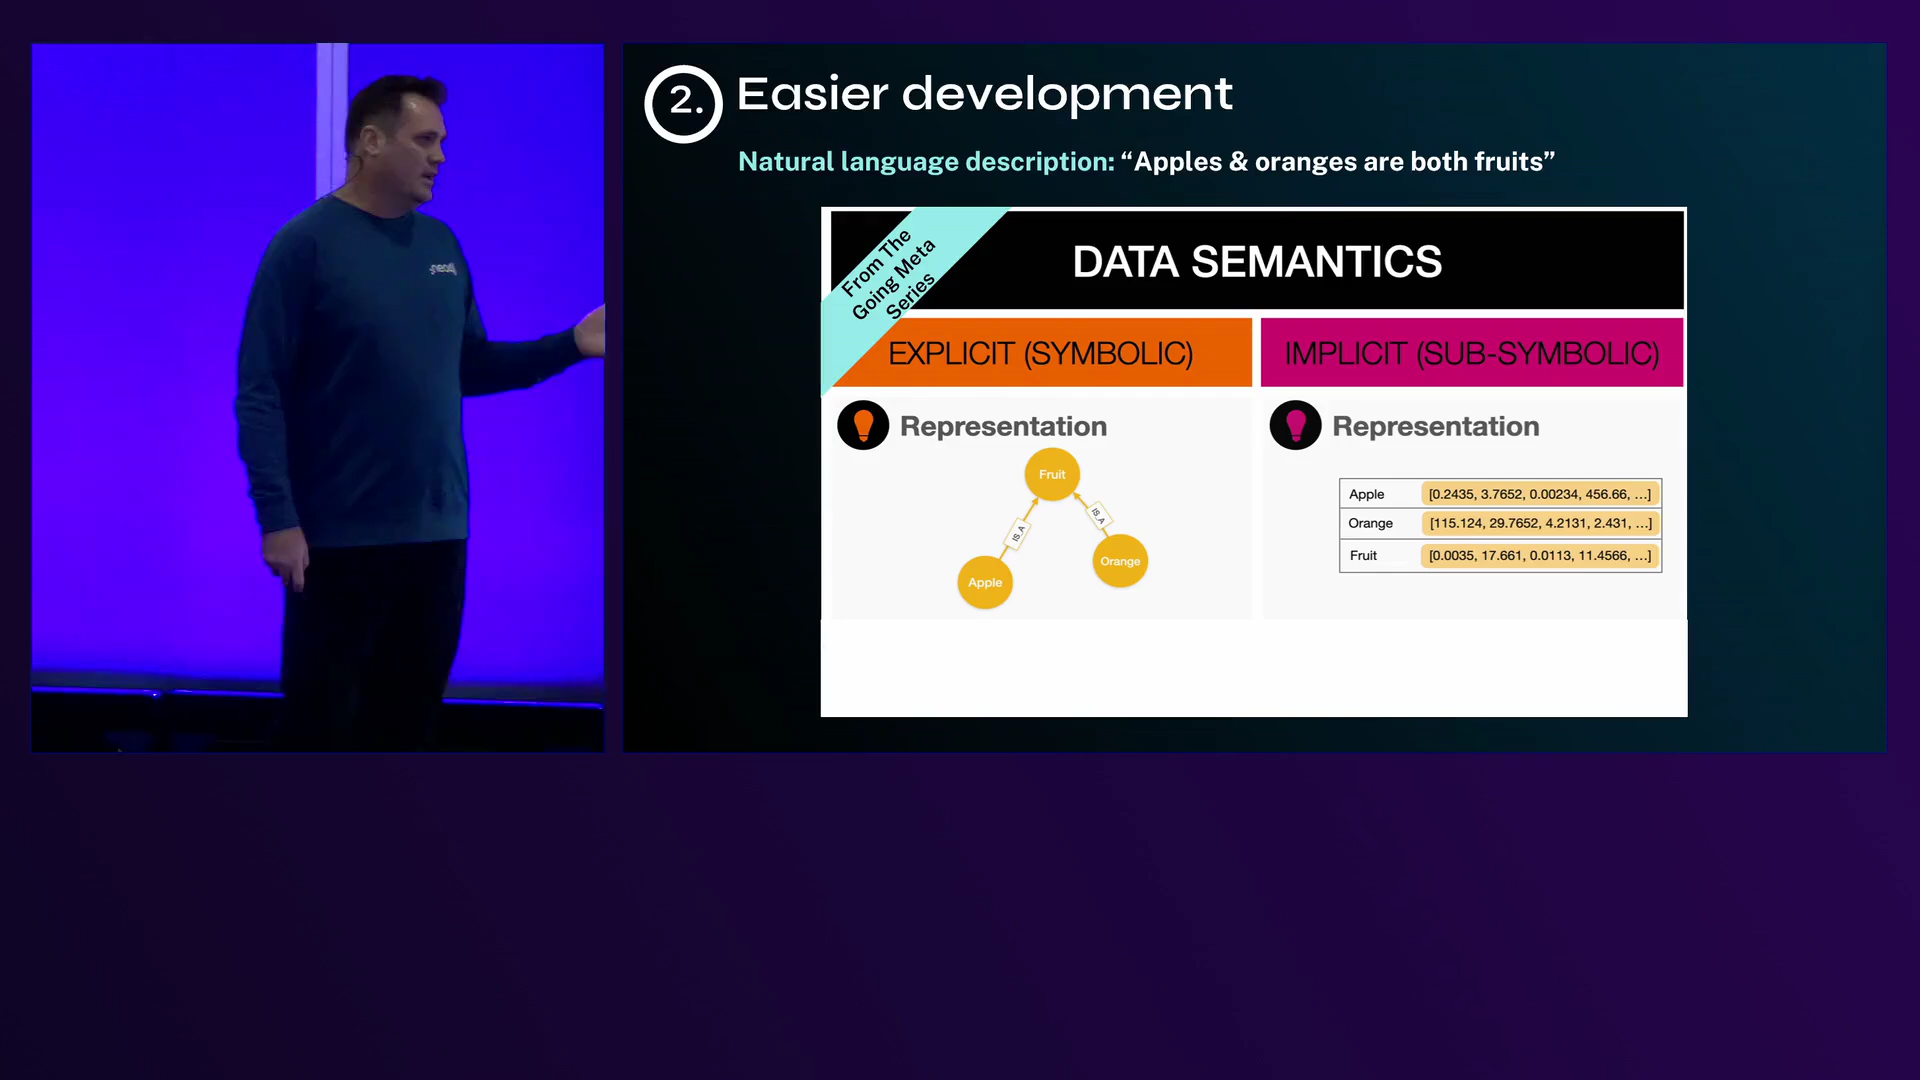 neo4j
2. Easier development
Natural language description: “Apples & oranges are both fruits”
From The
Going Meta
Series
DATA SEMANTICS
EXPLICIT (SYMBOLIC)
IMPLICIT (SUB-SYMBOLIC)
Representation
Fruit
IS_A
IS_A
Apple
Orange
Representation
Apple [0.2435, 3.7652, 0.00234, 456.66, ...]
Orange [115.124, 29.7652, 4.2131, 2.431, ...]
Fruit [0.0035, 17.661, 0.0113, 11.4566, ...]